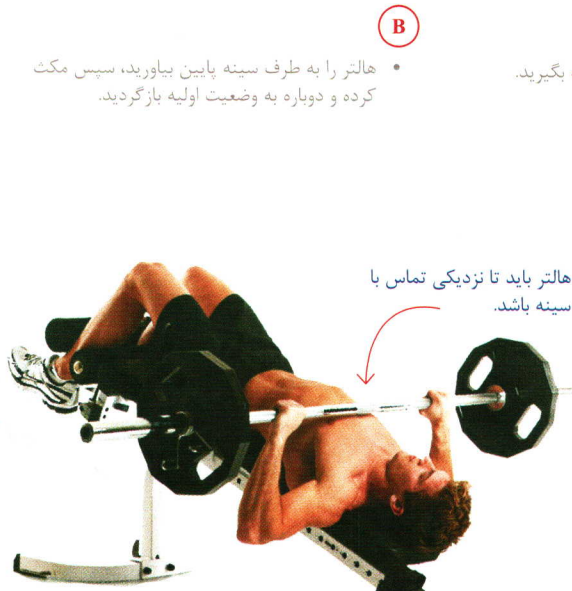 B
بگیرید.
• هالتر را به طرف سینه پایین بیاورید، سپس مکث
کرده و دوباره به وضعیت اولیه بازگردید.
هالتر باید تا نزدیکی تماس با
سینه باشد.